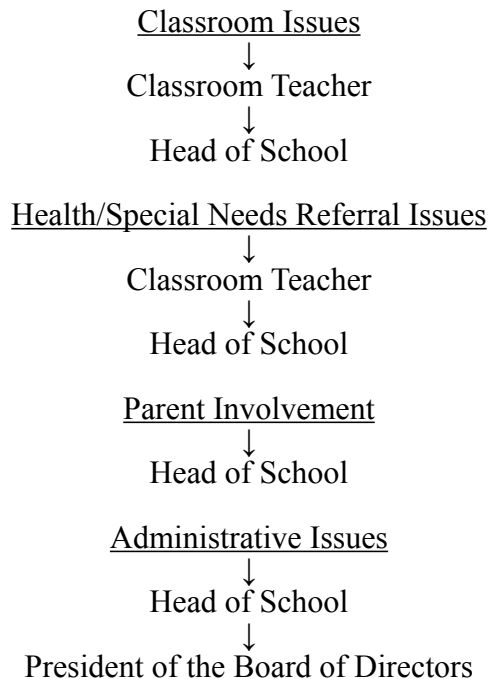 Classroom Issues
↓
Classroom Teacher
↓
Head of School
Health/Special Needs Referral Issues
↓
Classroom Teacher
↓
Head of School
Parent Involvement
↓
Head of School
Administrative Issues
↓
Head of School
↓
President of the Board of Directors